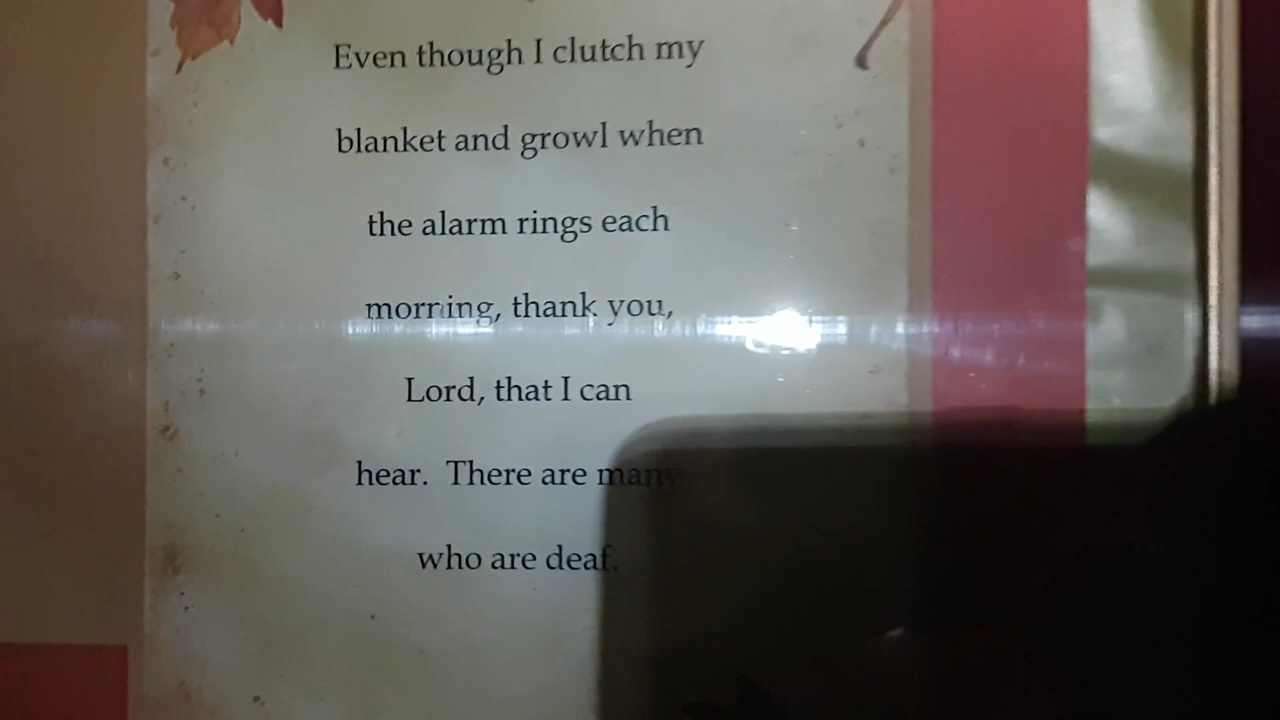 Even though I clutch my
blanket and growl when
the alarm rings each
morning, thank you,
Lord, that I can
hear. There are many
who are deaf.